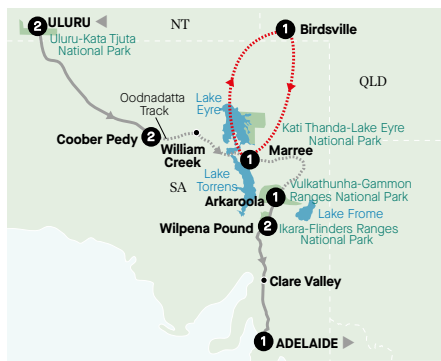 NT
2 ULURU
Uluru-Kata Tjuta
National Park
1 Birdsville
QLD
Oodnadatta
Track
Lake
Eyre
Coober Pedy 2
William
Creek
Kati Thanda-Lake Eyre
National Park
1 Marree
Lake
Torrens
SA
Arkaroola 1
Vulkathunha-Gammon
Ranges National Park
Lake Frome
Wilpena Pound 2
Ikara-Flinders Ranges
National Park
Clare Valley
1 ADELAIDE